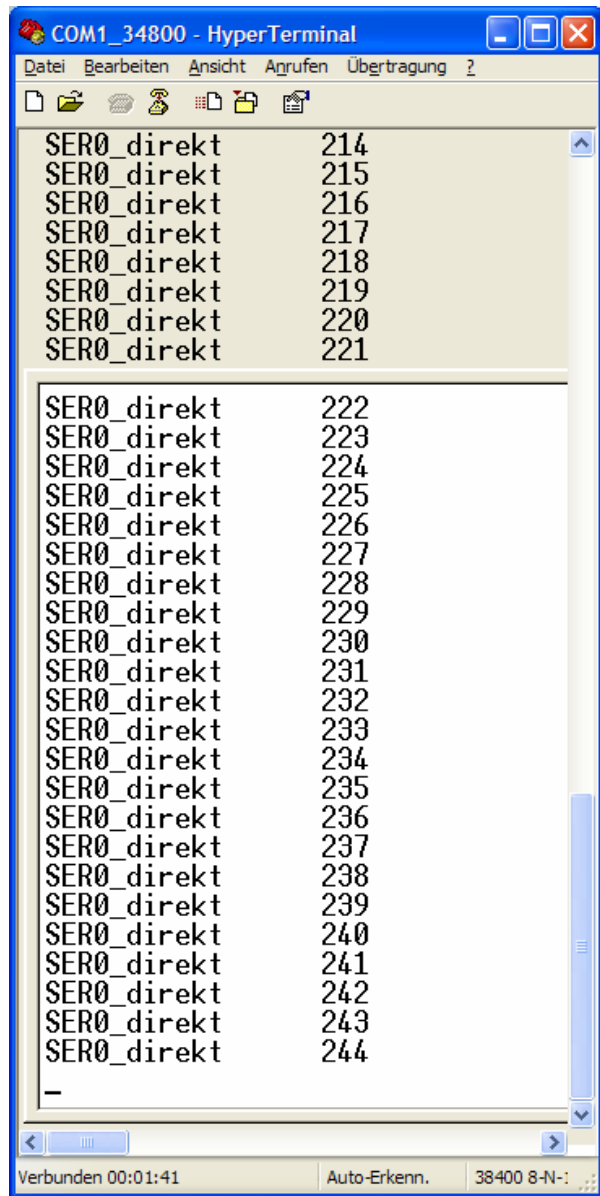 COM1_34800 - HyperTerminal
Datei Bearbeiten Ansicht Anrufen Übertragung ?
SER0_direkt 214
SER0_direkt 215
SER0_direkt 216
SER0_direkt 217
SER0_direkt 218
SER0_direkt 219
SER0_direkt 220
SER0_direkt 221
SER0_direkt 222
SER0_direkt 223
SER0_direkt 224
SER0_direkt 225
SER0_direkt 226
SER0_direkt 227
SER0_direkt 228
SER0_direkt 229
SER0_direkt 230
SER0_direkt 231
SER0_direkt 232
SER0_direkt 233
SER0_direkt 234
SER0_direkt 235
SER0_direkt 236
SER0_direkt 237
SER0_direkt 238
SER0_direkt 239
SER0_direkt 240
SER0_direkt 241
SER0_direkt 242
SER0_direkt 243
SER0_direkt 244
_
Verbunden 00:01:41 Auto-Erkenn. 38400 8-N-1